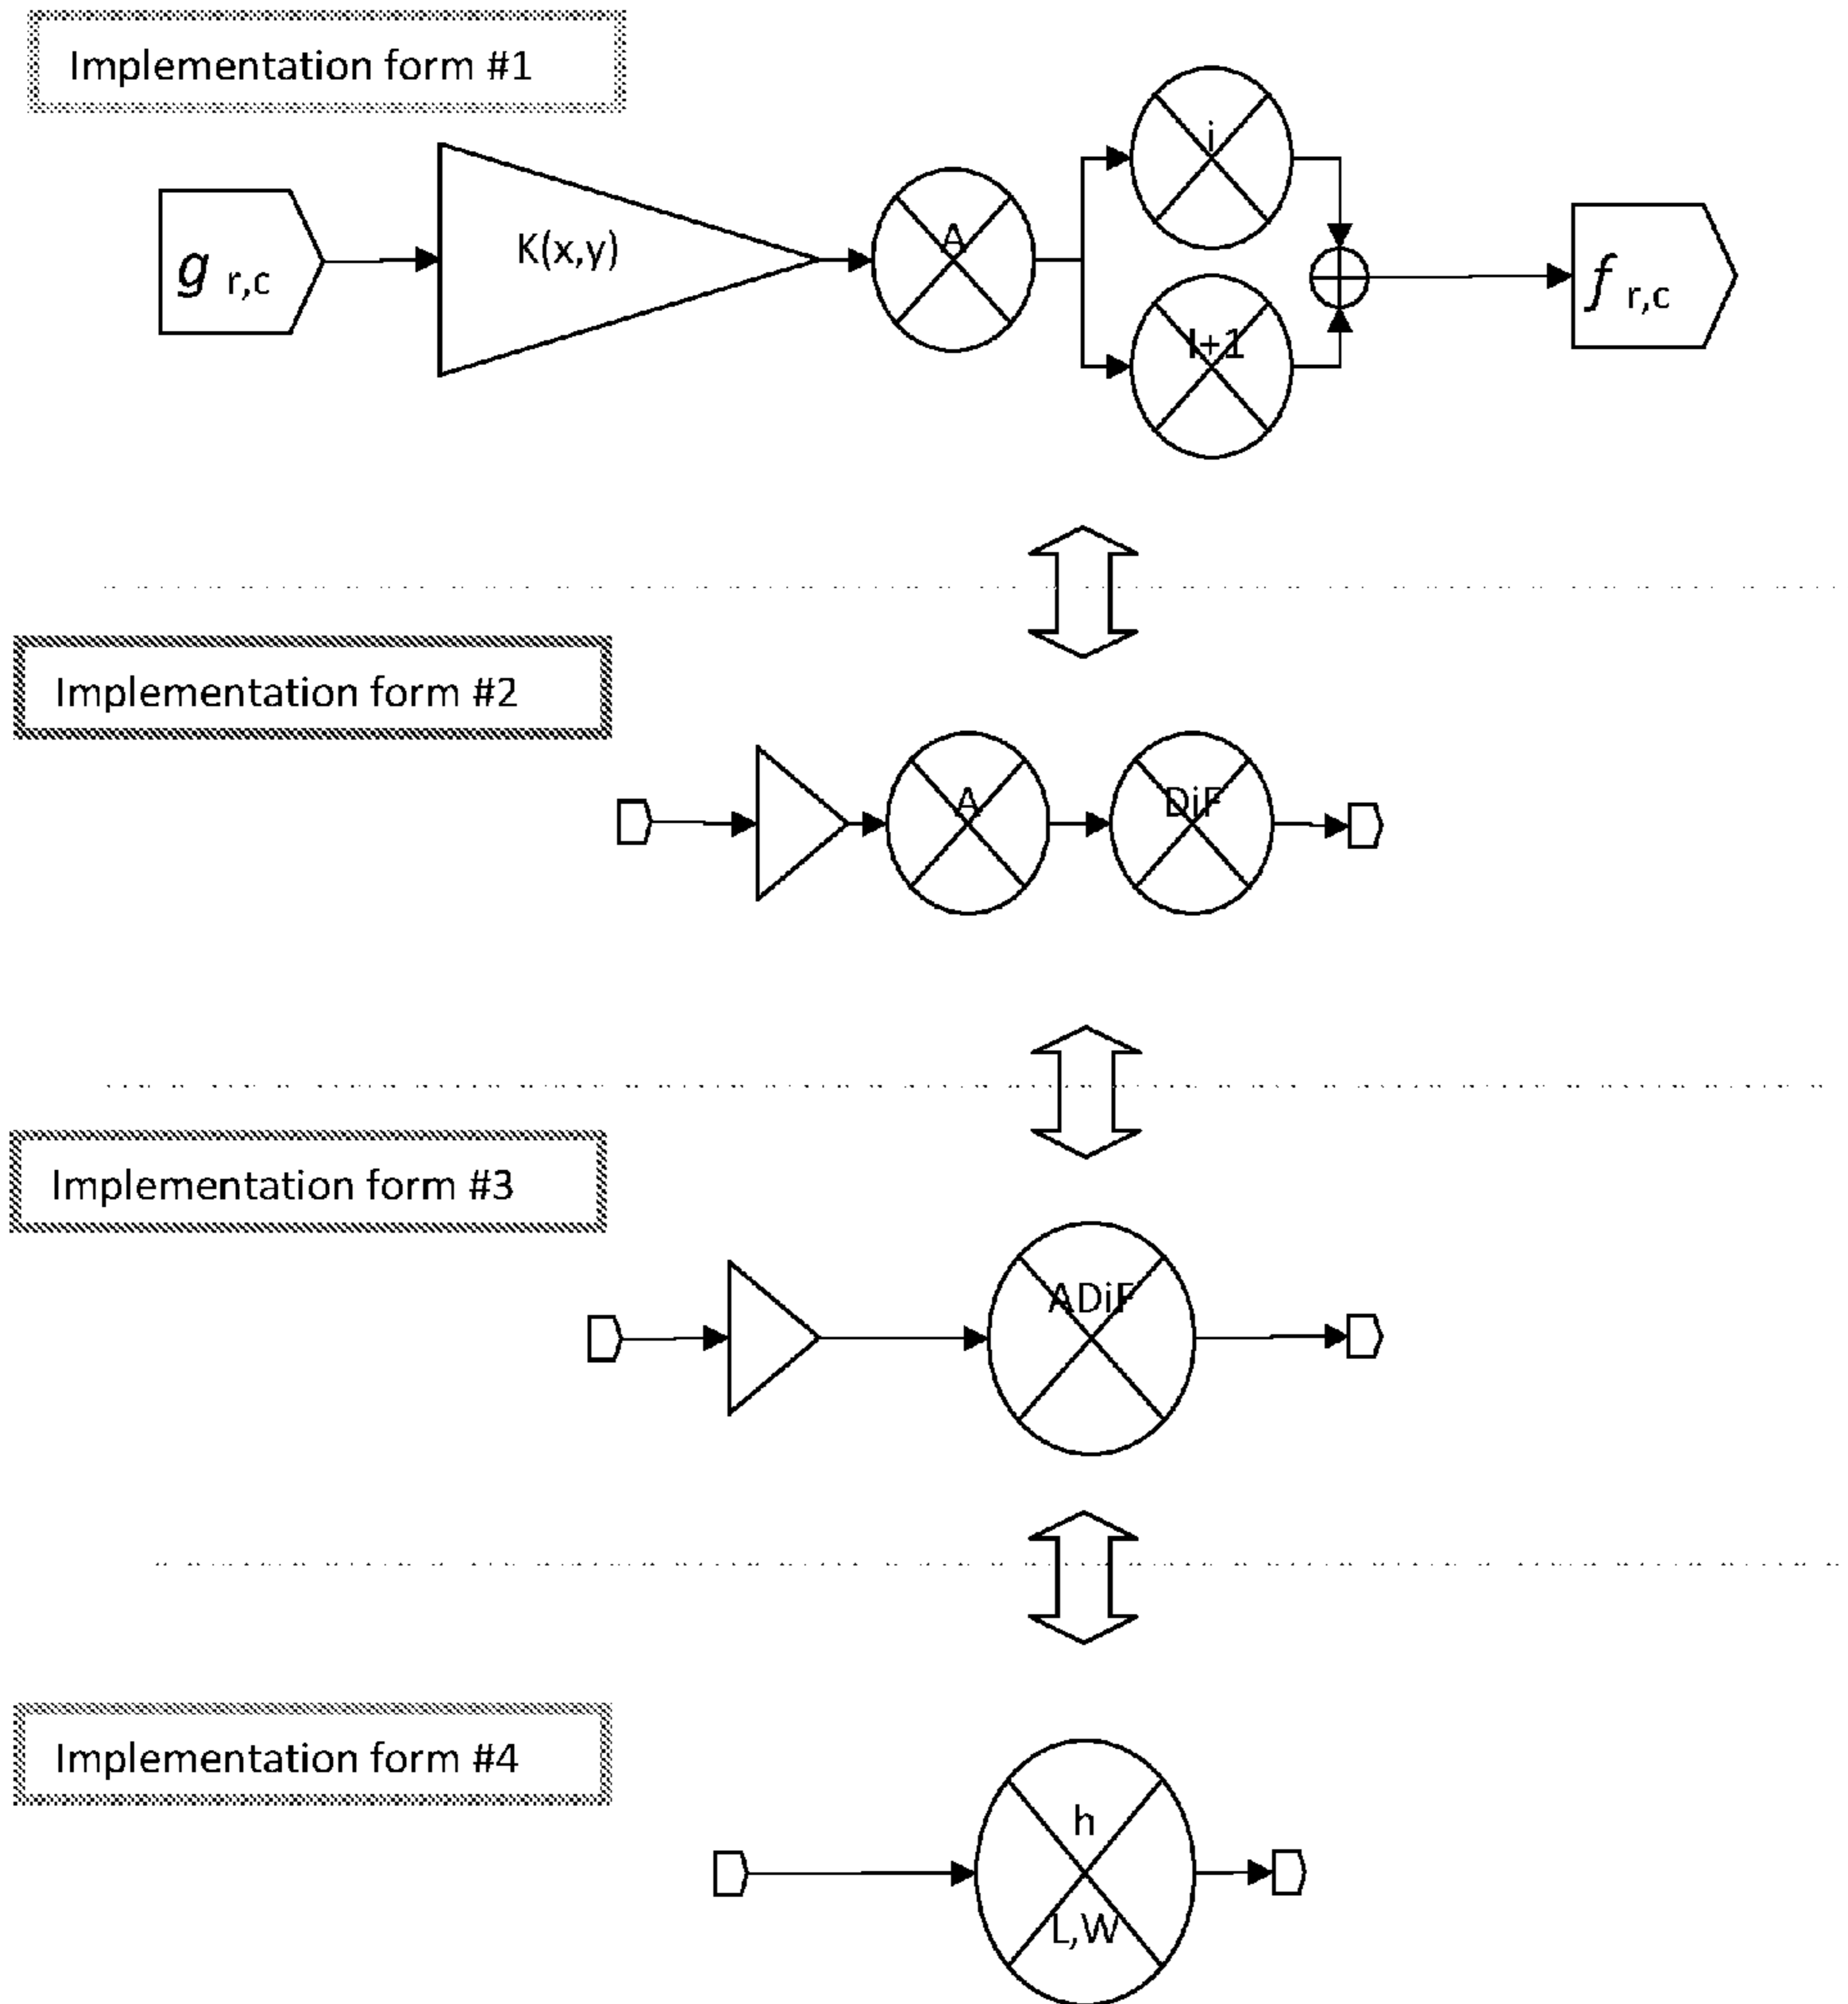 Implementation form #1
i
K(x,y)
A
g r,c
f r,c
I+1
Implementation form #2
A
DiF
Implementation form #3
ADiF
Implementation form #4
h
L,W